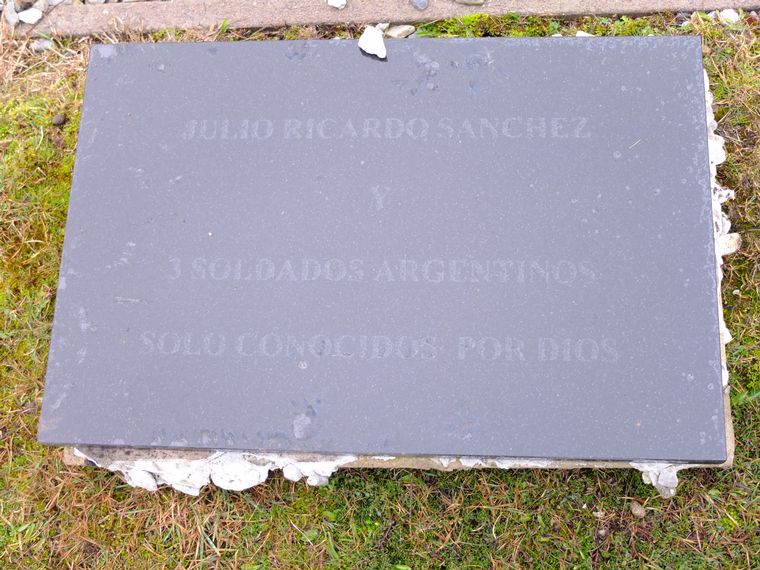 JULIO RICARDO SANCHEZ
Y
3 SOLDADOS ARGENTINOS
SOLO CONOCIDOS POR DIOS